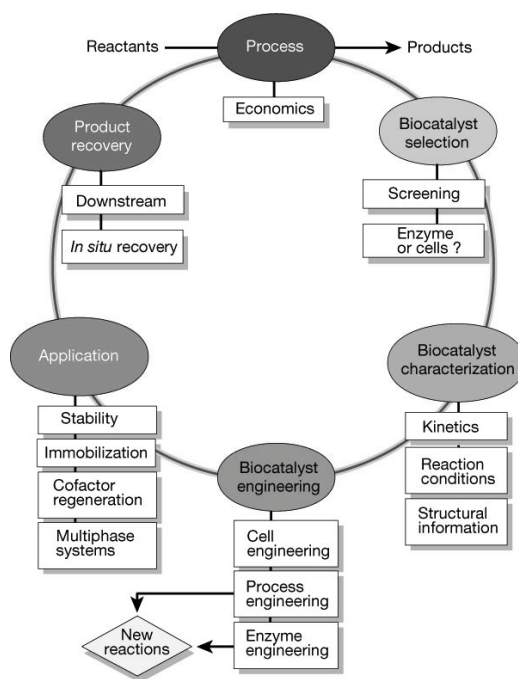 Reactants
Process
Products
Economics
Product
recovery
Downstream
In situ recovery
Biocatalyst
selection
Screening
Enzyme
or cells ?
Application
Stability
Immobilization
Cofactor
regeneration
Multiphase
systems
Biocatalyst
characterization
Kinetics
Reaction
conditions
Structural
information
Biocatalyst
engineering
Cell
engineering
Process
engineering
Enzyme
engineering
New
reactions